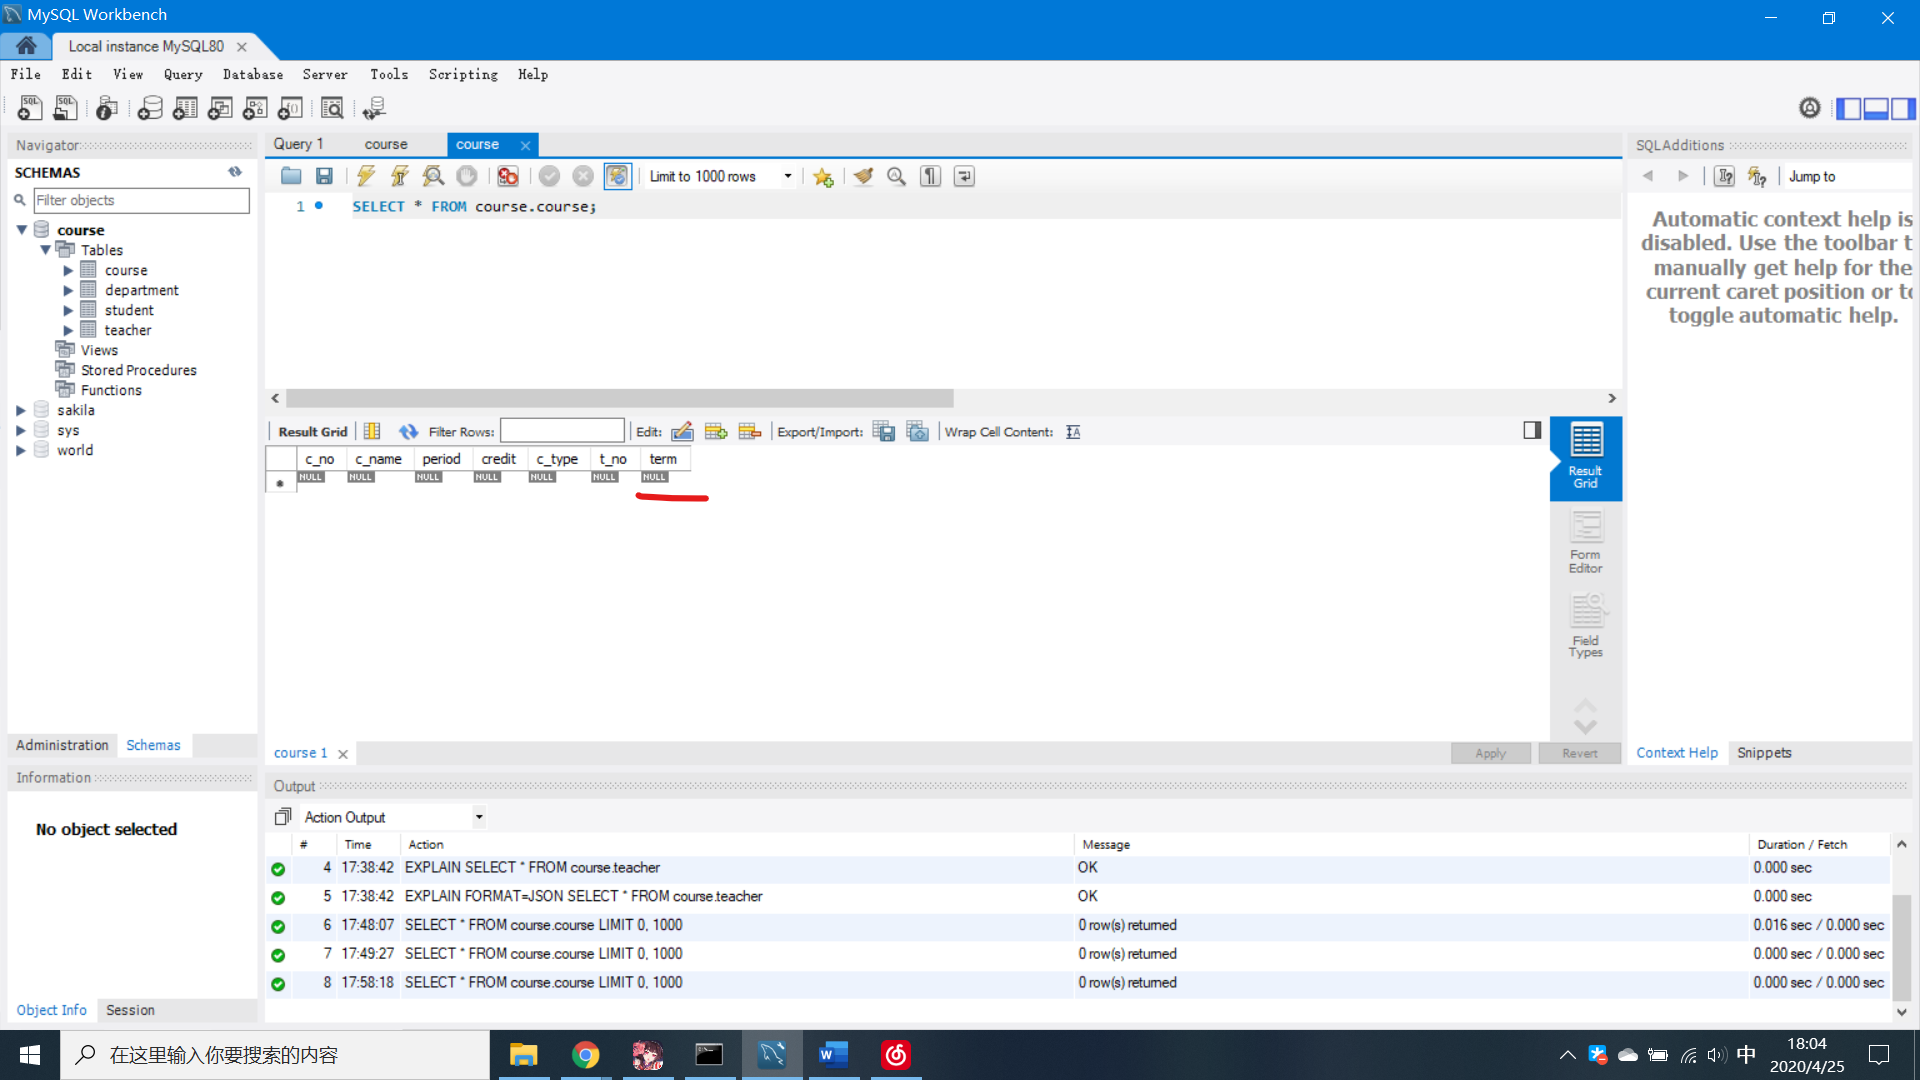 MySQL Workbench
Local instance MySQL80
File Edit View Query Database Server Tools Scripting Help
Navigator
SCHEMAS
Filter objects
course
Tables
course
department
student
teacher
Views
Stored Procedures
Functions
sakila
sys
world
Administration Schemas
Information
No object selected
Object Info Session
Query 1 course course
Limit to 1000 rows
1 SELECT * FROM course.course;
Result Grid Filter Rows: Edit: Export/Import: Wrap Cell Content:
c_no c_name period credit c_type t_no term
NULL NULL NULL NULL NULL NULL NULL
Result
Grid
Form
Editor
Field
Types
course 1
Apply Revert
SQLAdditions
Jump to
Automatic context help is
disabled. Use the toolbar t
manually get help for the
current caret position or to
toggle automatic help.
Context Help Snippets
Output
Action Output
# Time Action Message Duration / Fetch
4 17:38:42 EXPLAIN SELECT * FROM course.teacher OK 0.000 sec
5 17:38:42 EXPLAIN FORMAT=JSON SELECT * FROM course.teacher OK 0.000 sec
6 17:48:07 SELECT * FROM course.course LIMIT 0, 1000 0 row(s) returned 0.016 sec / 0.000 sec
7 17:49:27 SELECT * FROM course.course LIMIT 0, 1000 0 row(s) returned 0.000 sec / 0.000 sec
8 17:58:18 SELECT * FROM course.course LIMIT 0, 1000 0 row(s) returned 0.000 sec / 0.000 sec
在这里输入你要搜索的内容
中
18:04
2020/4/25